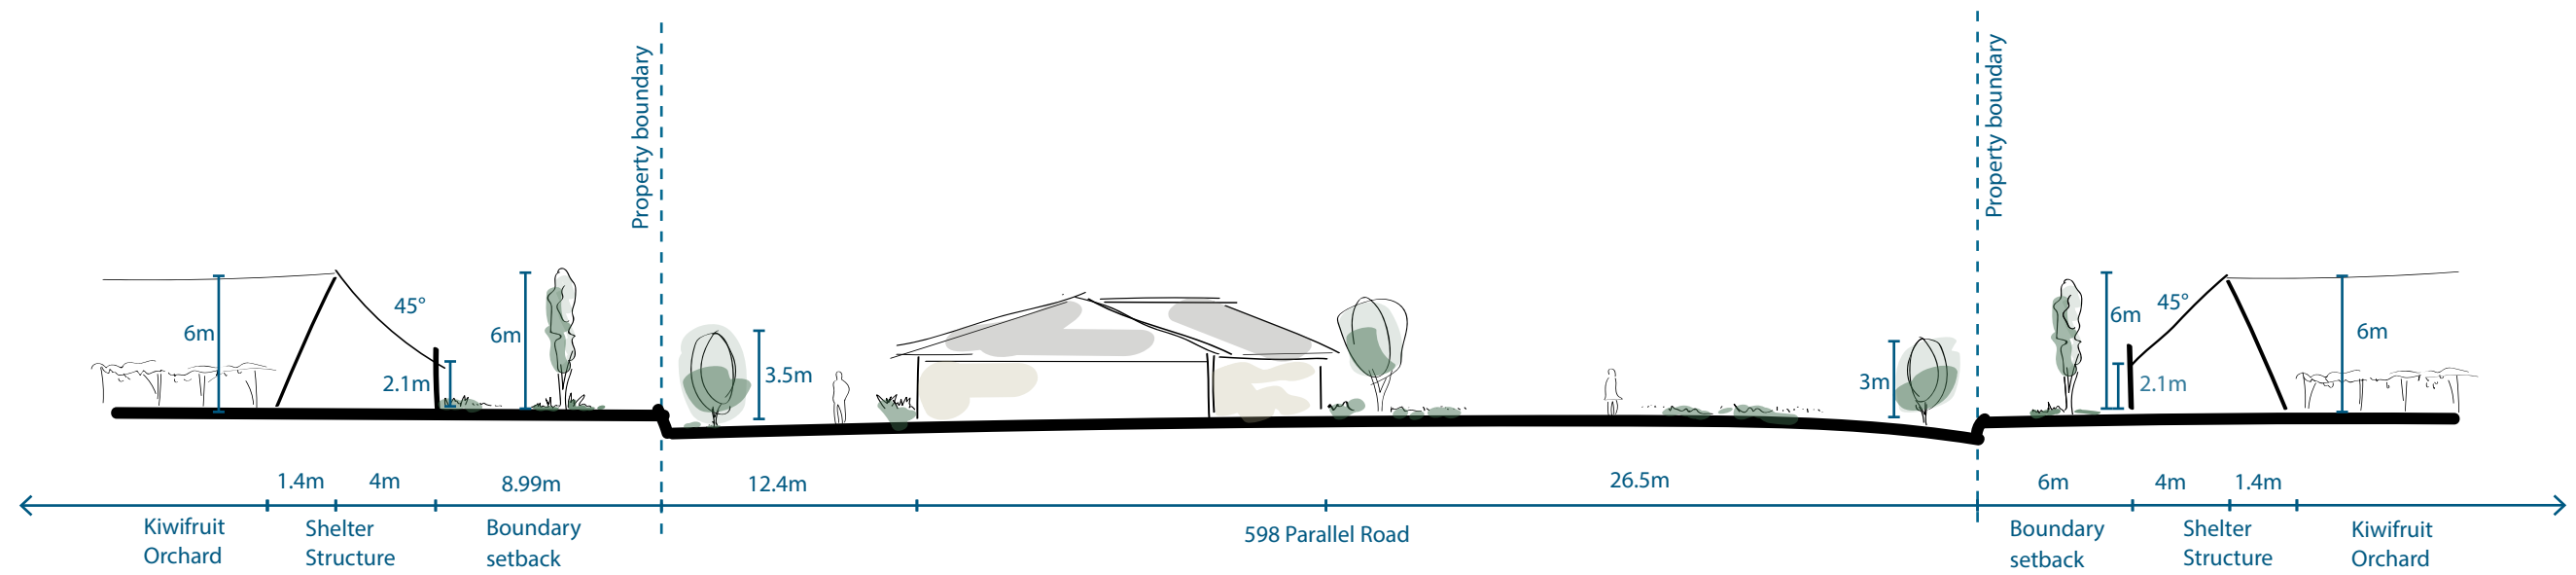 Property boundary
Property boundary
45°
6m
6m
2.1m
3.5m
3m
6m
45°
2.1m
6m
1.4m
4m
8.99m
12.4m
26.5m
6m
4m
1.4m
Kiwifruit
Orchard
Shelter
Structure
Boundary
setback
598 Parallel Road
Boundary
setback
Shelter
Structure
Kiwifruit
Orchard